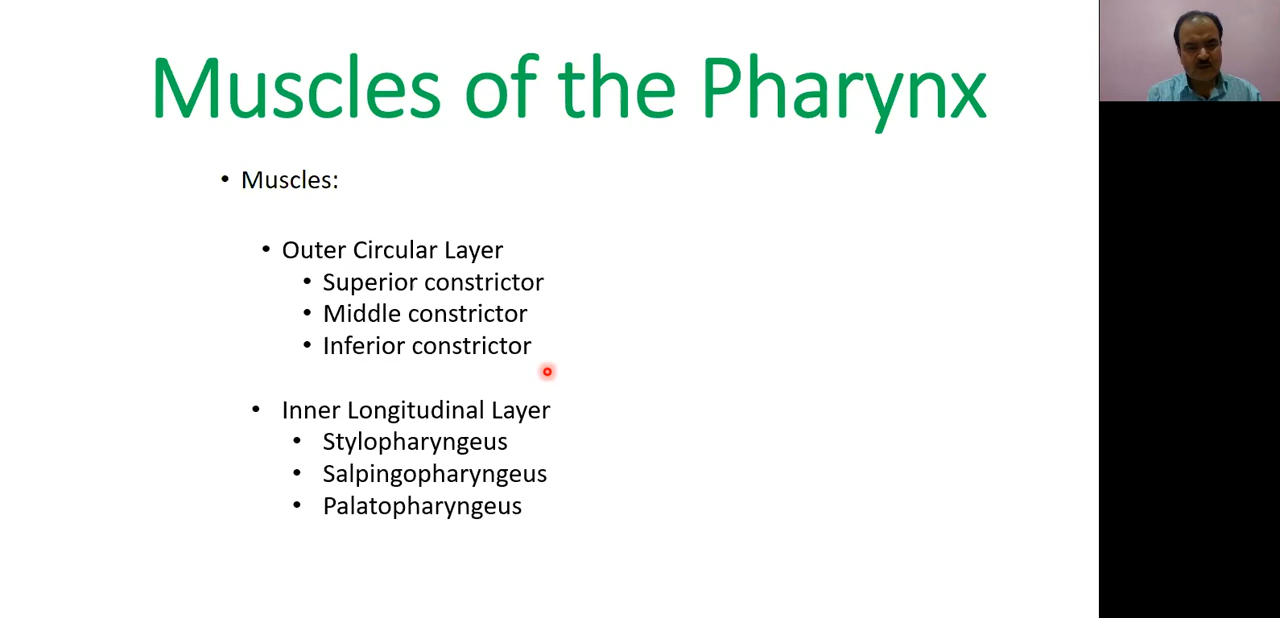 Muscles of the Pharynx
• Muscles:
• Outer Circular Layer
• Superior constrictor
• Middle constrictor
• Inferior constrictor
• Inner Longitudinal Layer
• Stylopharyngeus
• Salpingopharyngeus
• Palatopharyngeus